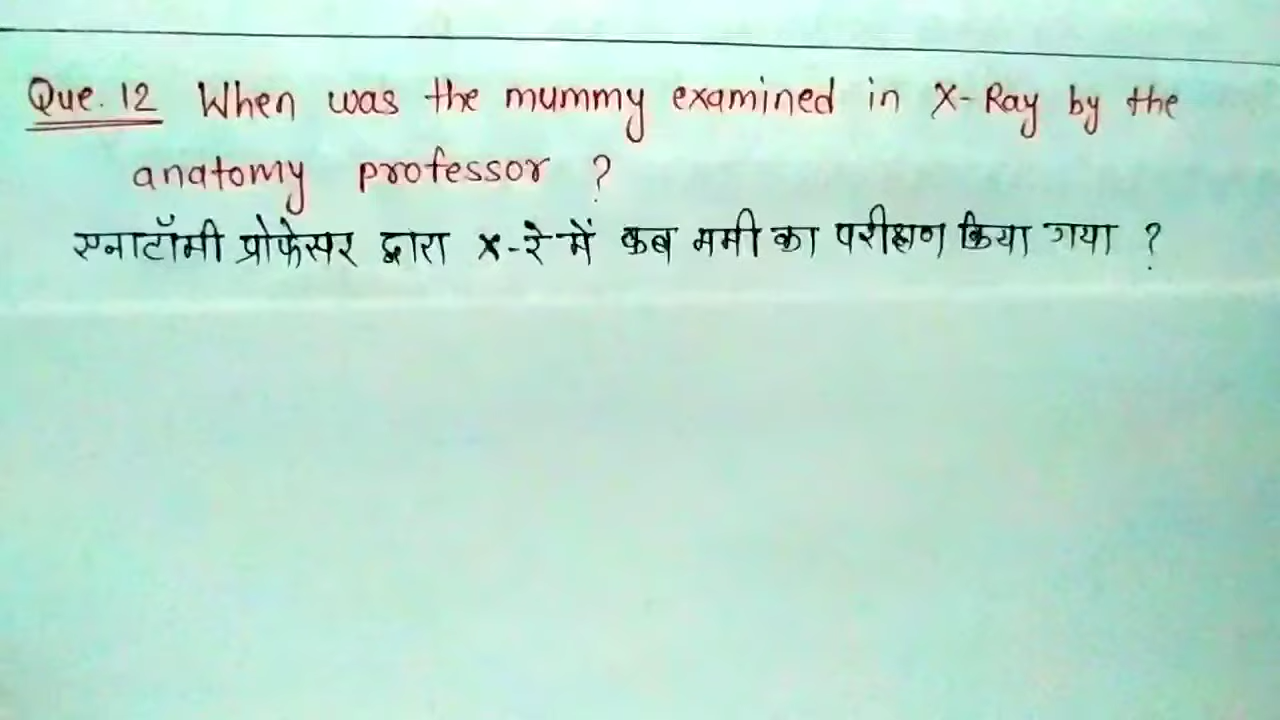 Que. 12 When was the mummy examined in X-Ray by the
anatomy professor ?
एनाटॉमी प्रोफेसर द्वारा X-रे में कब ममी का परीक्षण किया गया ?